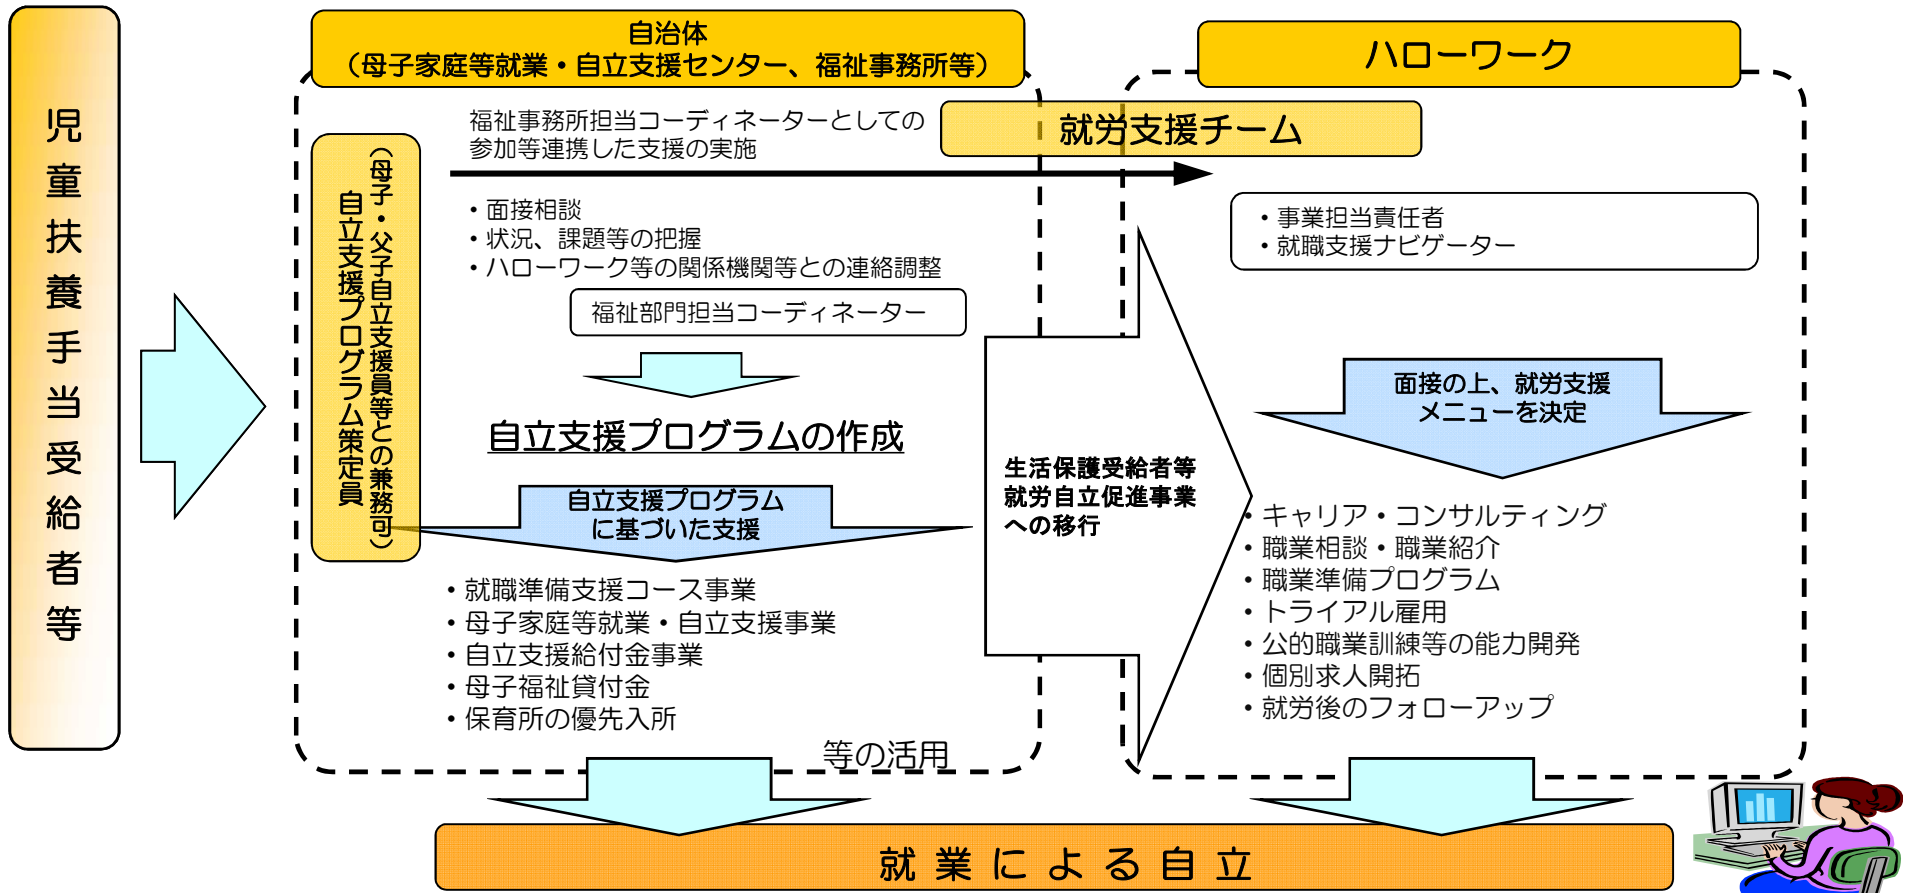 児童扶養手当受給者等
自治体
（母子家庭等就業・自立支援センター、福祉事務所等）
自立支援プログラム策定員
（母子・父子自立支援員等との兼務可）
福祉事務所担当コーディネーターとしての
参加等連携した支援の実施
・面接相談
・状況、課題等の把握
・ハローワーク等の関係機関等との連絡調整
福祉部門担当コーディネーター
自立支援プログラムの作成
自立支援プログラム
に基づいた支援
・就職準備支援コース事業
・母子家庭等就業・自立支援事業
・自立支援給付金事業
・母子福祉貸付金
・保育所の優先入所
等の活用
就労支援チーム
生活保護受給者等
就労自立促進事業
への移行
ハローワーク
・事業担当責任者
・就職支援ナビゲーター
面接の上、就労支援
メニューを決定
・キャリア・コンサルティング
・職業相談・職業紹介
・職業準備プログラム
・トライアル雇用
・公的職業訓練等の能力開発
・個別求人開拓
・就労後のフォローアップ
就業による自立